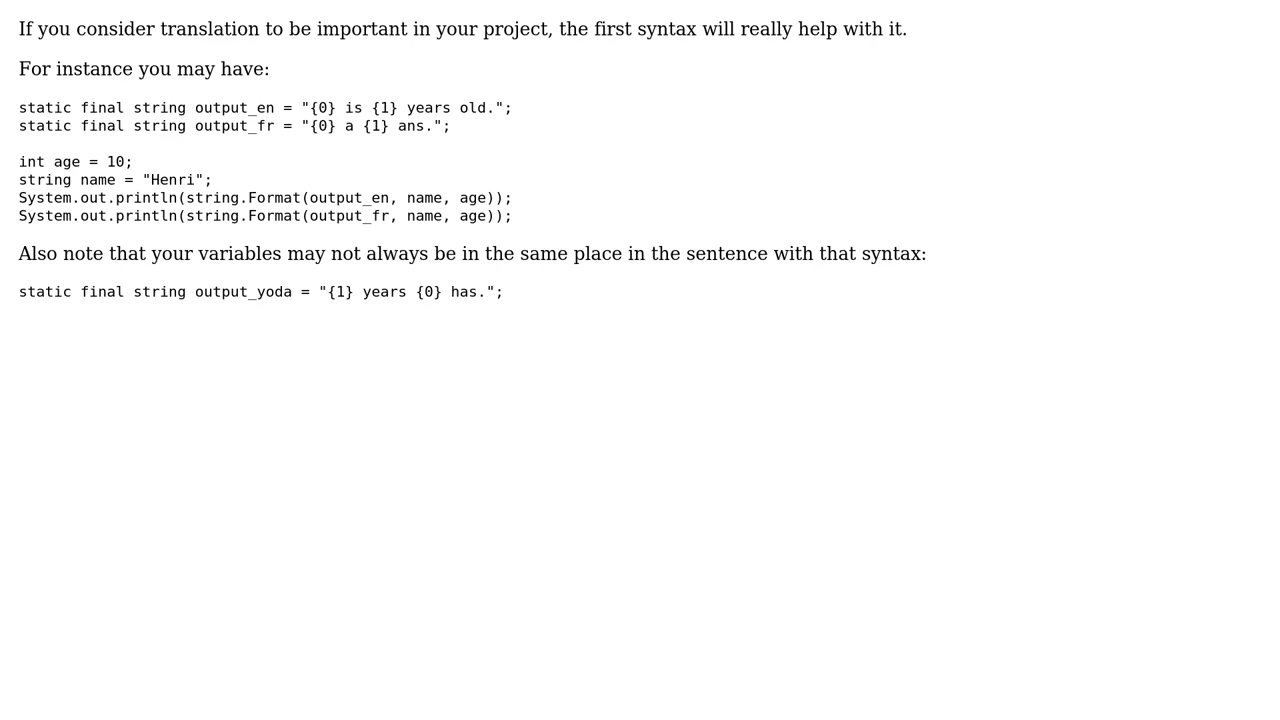 If you consider translation to be important in your project, the first syntax will really help with it.
For instance you may have:
static final string output_en = "{0} is {1} years old.";
static final string output_fr = "{0} a {1} ans.";
int age = 10;
string name = "Henri";
System.out.println(string.Format(output_en, name, age));
System.out.println(string.Format(output_fr, name, age));
Also note that your variables may not always be in the same place in the sentence with that syntax:
static final string output_yoda = "{1} years {0} has.";